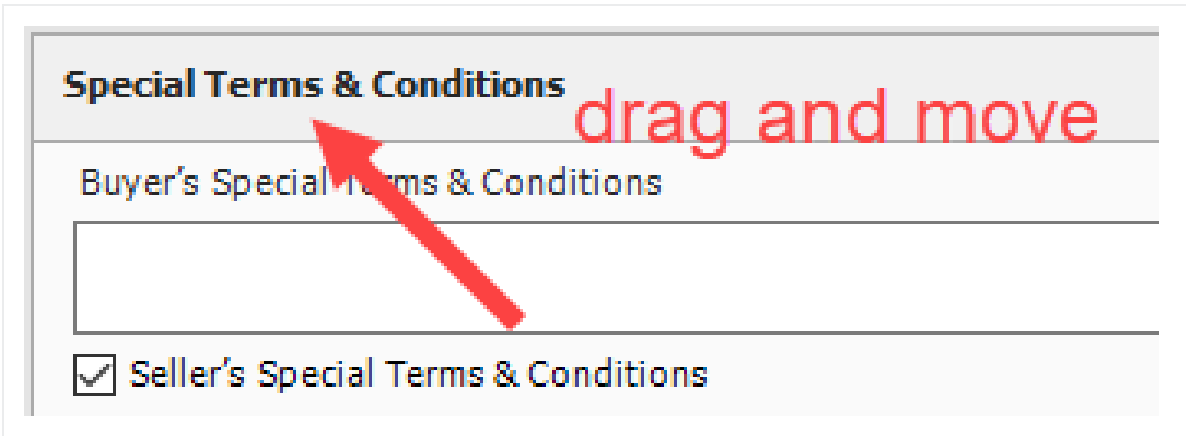 Special Terms & Conditions
drag and move
Buyer's Special Terms & Conditions
Seller's Special Terms & Conditions